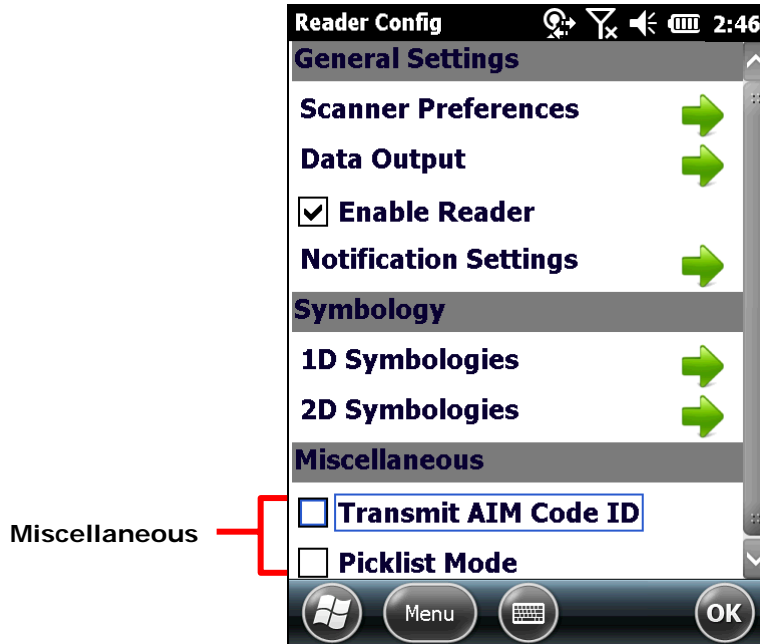 Reader Config 2:46
General Settings
Scanner Preferences
Data Output
Enable Reader
Notification Settings
Symbology
1D Symbologies
2D Symbologies
Miscellaneous
Transmit AIM Code ID
Miscellaneous
Picklist Mode
Menu OK